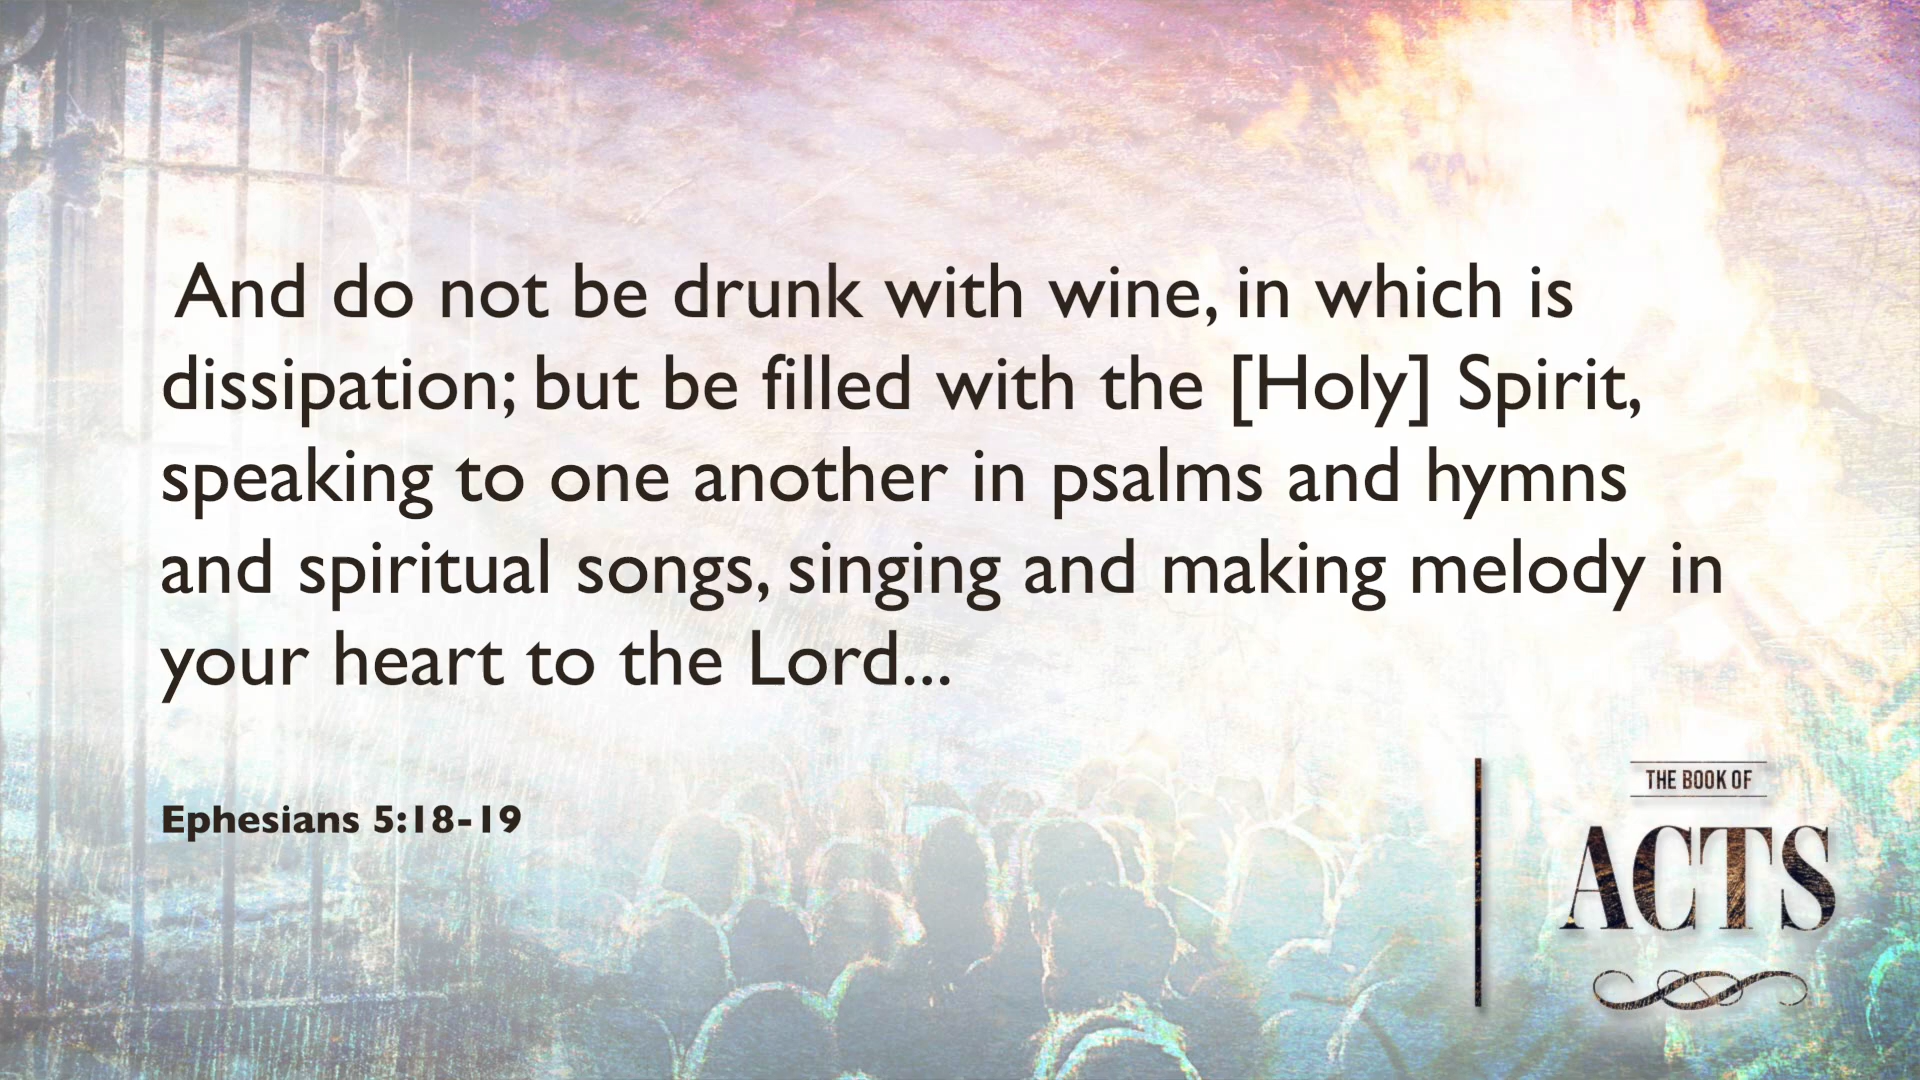 And do not be drunk with wine, in which is
dissipation; but be filled with the [Holy] Spirit,
speaking to one another in psalms and hymns
and spiritual songs, singing and making melody in
your heart to the Lord...
Ephesians 5:18-19
THE BOOK OF
ACTS